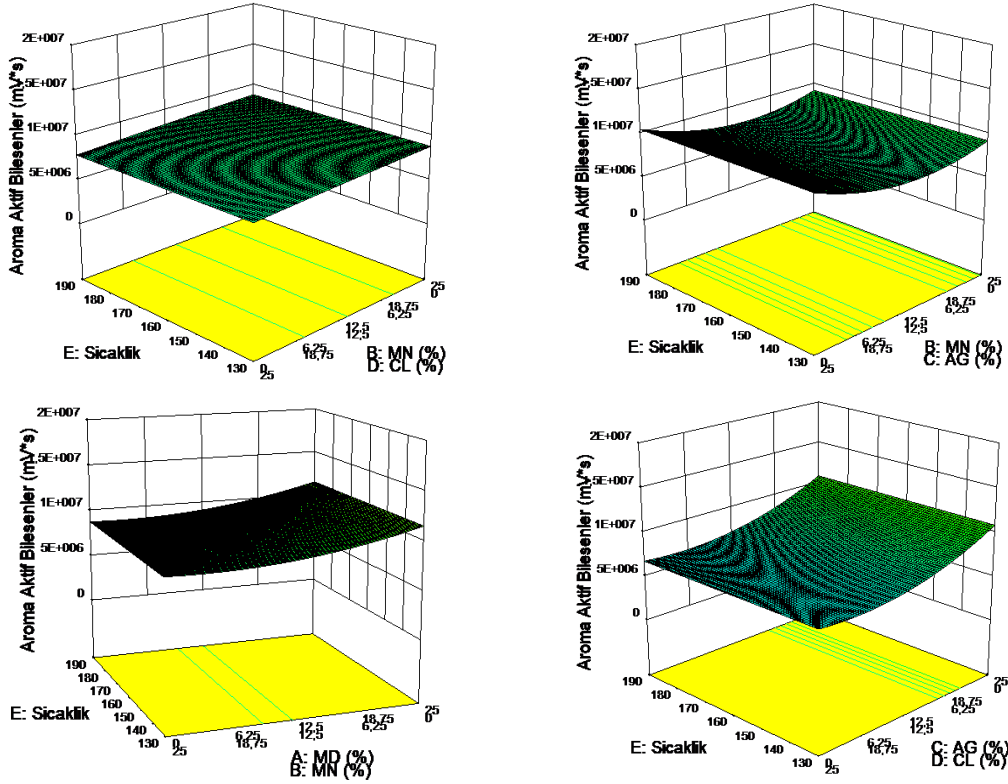 Aroma Aktif Bilesenler (mV*s)
2E+007
1.5E+007
1E+007
5E+006
0
190
180
170
160
150
140
130
E: Sicaklik
0
25
6,25
18,75
12,5
12,5
18,75
6,25
25
0
B: MN (%)
D: CL (%)
Aroma Aktif Bilesenler (mV*s)
2E+007
1.5E+007
1E+007
5E+006
0
190
180
170
160
150
140
130
E: Sicaklik
0
25
6,25
18,75
12,5
12,5
18,75
6,25
25
0
B: MN (%)
C: AG (%)
Aroma Aktif Bilesenler (mV*s)
2E+007
1.5E+007
1E+007
5E+006
0
190
180
170
160
150
140
130
E: Sicaklik
0
25
6,25
18,75
12,5
12,5
18,75
6,25
25
0
A: MD (%)
B: MN (%)
Aroma Aktif Bilesenler (mV*s)
2E+007
1.5E+007
1E+007
5E+006
0
190
180
170
160
150
140
130
E: Sicaklik
0
25
6,25
18,75
12,5
12,5
18,75
6,25
25
0
C: AG (%)
D: CL (%)